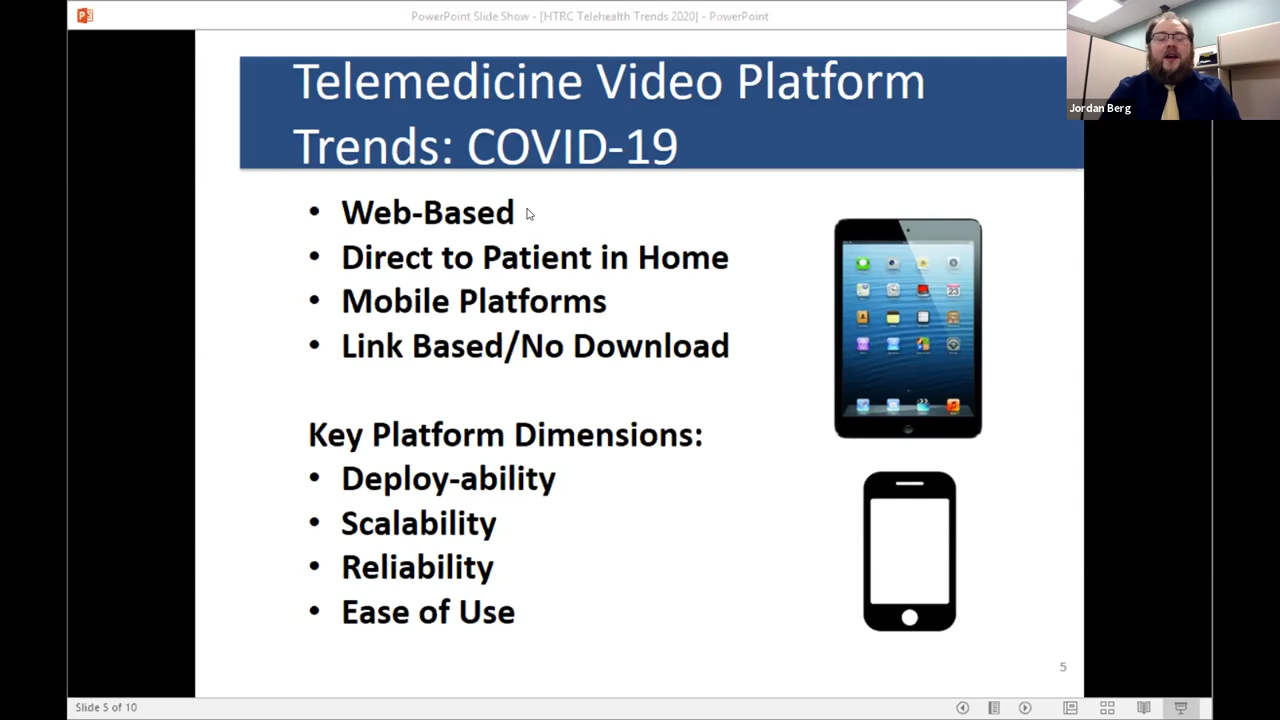 PowerPoint Slide Show - [HTRC Telehealth Trends 2020] - PowerPoint
Jordan Berg
Telemedicine Video Platform
Trends: COVID-19
• Web-Based
• Direct to Patient in Home
• Mobile Platforms
• Link Based/No Download
23
Key Platform Dimensions:
• Deploy-ability
• Scalability
• Reliability
• Ease of Use
5
Slide 5 of 10